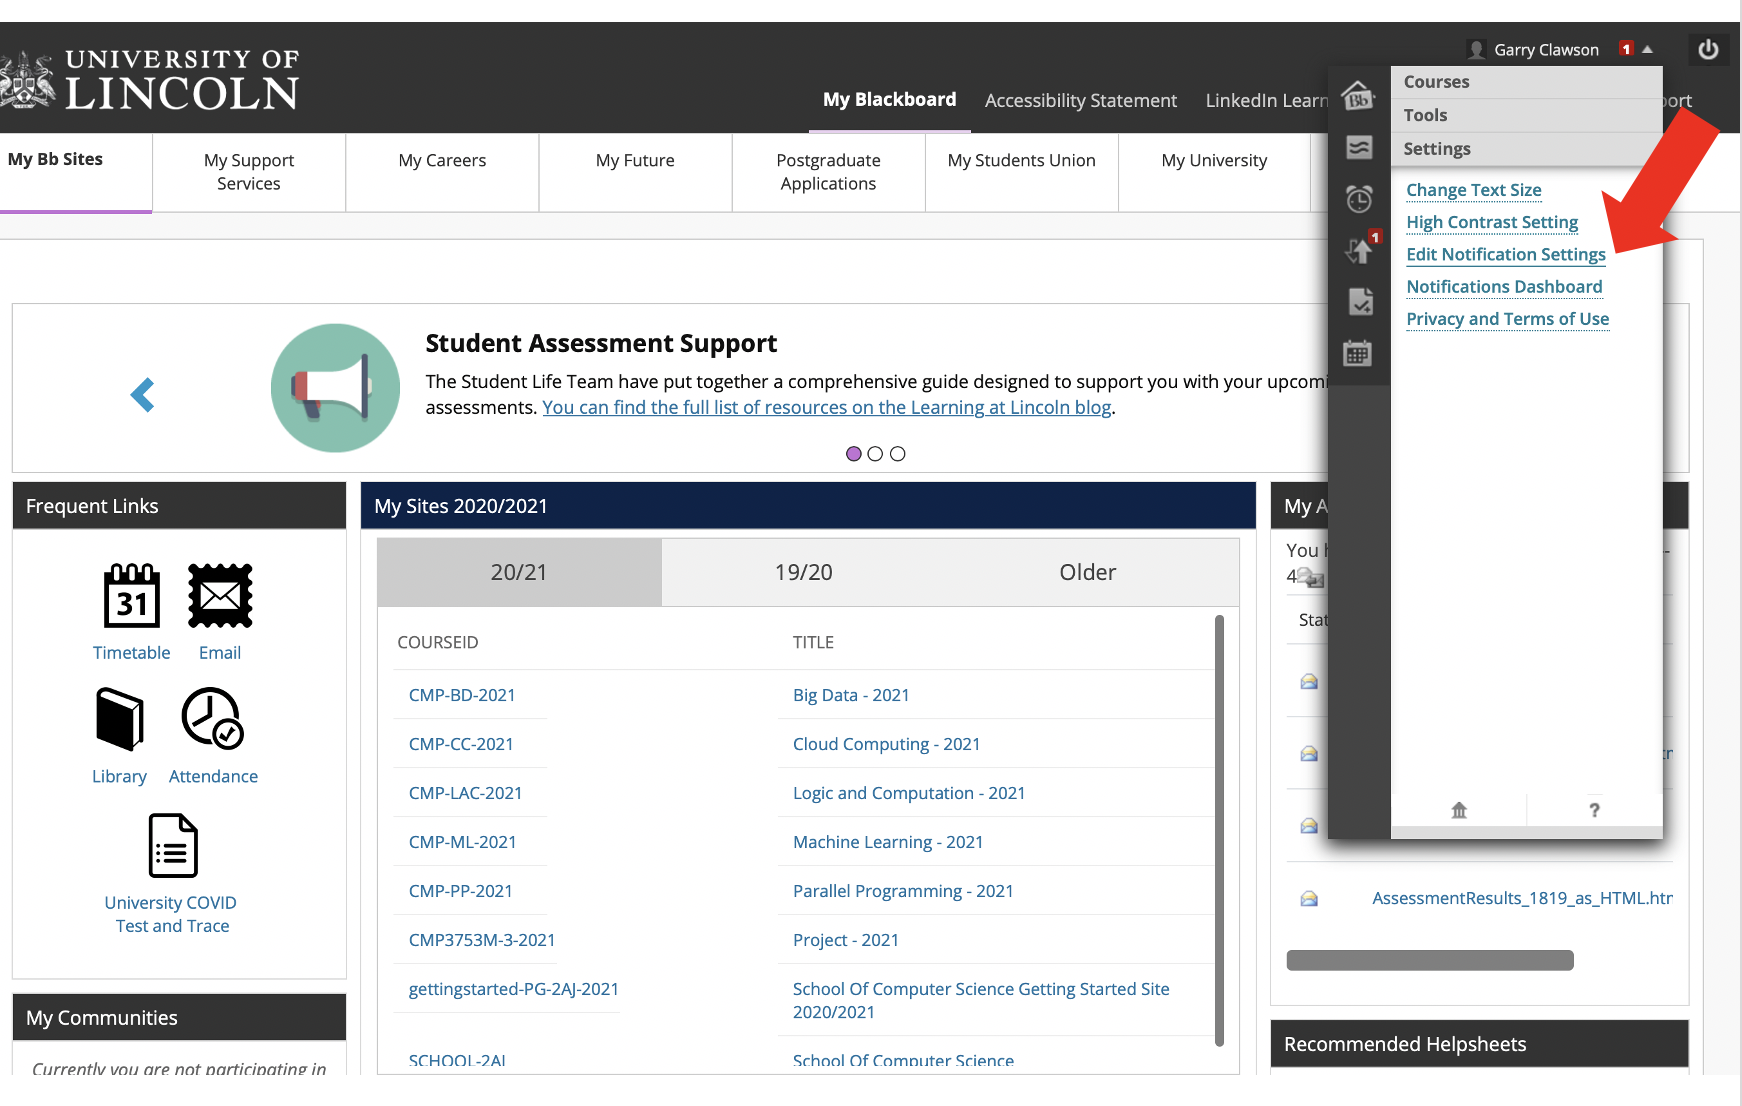 UNIVERSITY OF
LINCOLN
Garry Clawson 1
My Blackboard Accessibility Statement LinkedIn Learn
ort
Courses
Tools
Settings
Change Text Size
High Contrast Setting
Edit Notification Settings
Notifications Dashboard
Privacy and Terms of Use
Bb
1
?
My Bb Sites
My Support
Services
My Careers
My Future
Postgraduate
Applications
My Students Union
My University
Student Assessment Support
The Student Life Team have put together a comprehensive guide designed to support you with your upcomi
assessments. You can find the full list of resources on the Learning at Lincoln blog.
Frequent Links
31
Timetable Email
Library Attendance
University COVID
Test and Trace
My Communities
Currently you are not participating in
My Sites 2020/2021
20/21 19/20 Older
COURSEID TITLE
CMP-BD-2021 Big Data - 2021
CMP-CC-2021 Cloud Computing - 2021
CMP-LAC-2021 Logic and Computation - 2021
CMP-ML-2021 Machine Learning - 2021
CMP-PP-2021 Parallel Programming - 2021
CMP3753M-3-2021 Project - 2021
gettingstarted-PG-2AJ-2021 School Of Computer Science Getting Started Site
2020/2021
SCHOOL-2AJ School Of Computer Science
My A
You h
4
Stat
AssessmentResults_1819_as_HTML.htm
Recommended Helpsheets